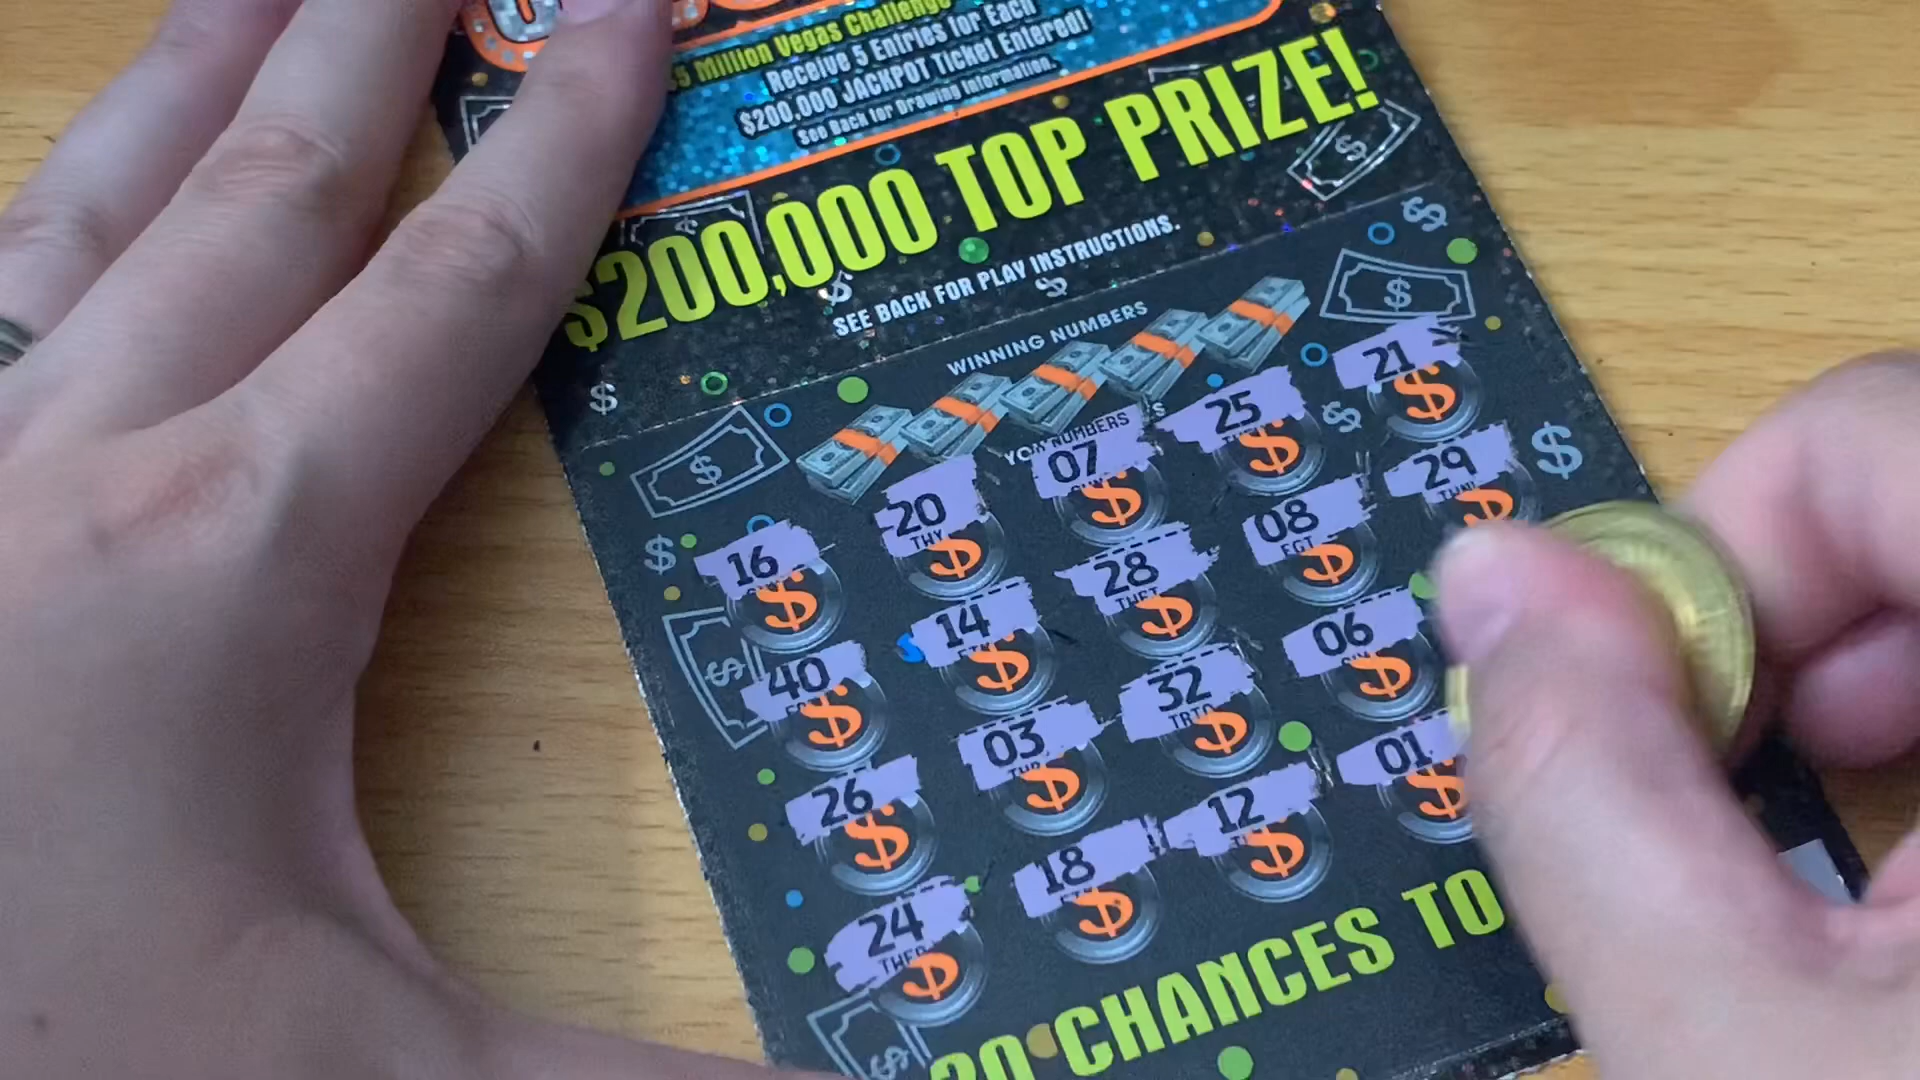 5 Million Vegas Challenge
Receive 5 Entries for Each
$200,000 JACKPOT Ticket Entered!
See Back for Drawing Information.
$200,000 TOP PRIZE!
SEE BACK FOR PLAY INSTRUCTIONS.
WINNING NUMBERS
NUMBERS
16 20 07 25 21
THY
40 14 28 08 29
26 03 32 06
24 18 12 01
20 CHANCES TO